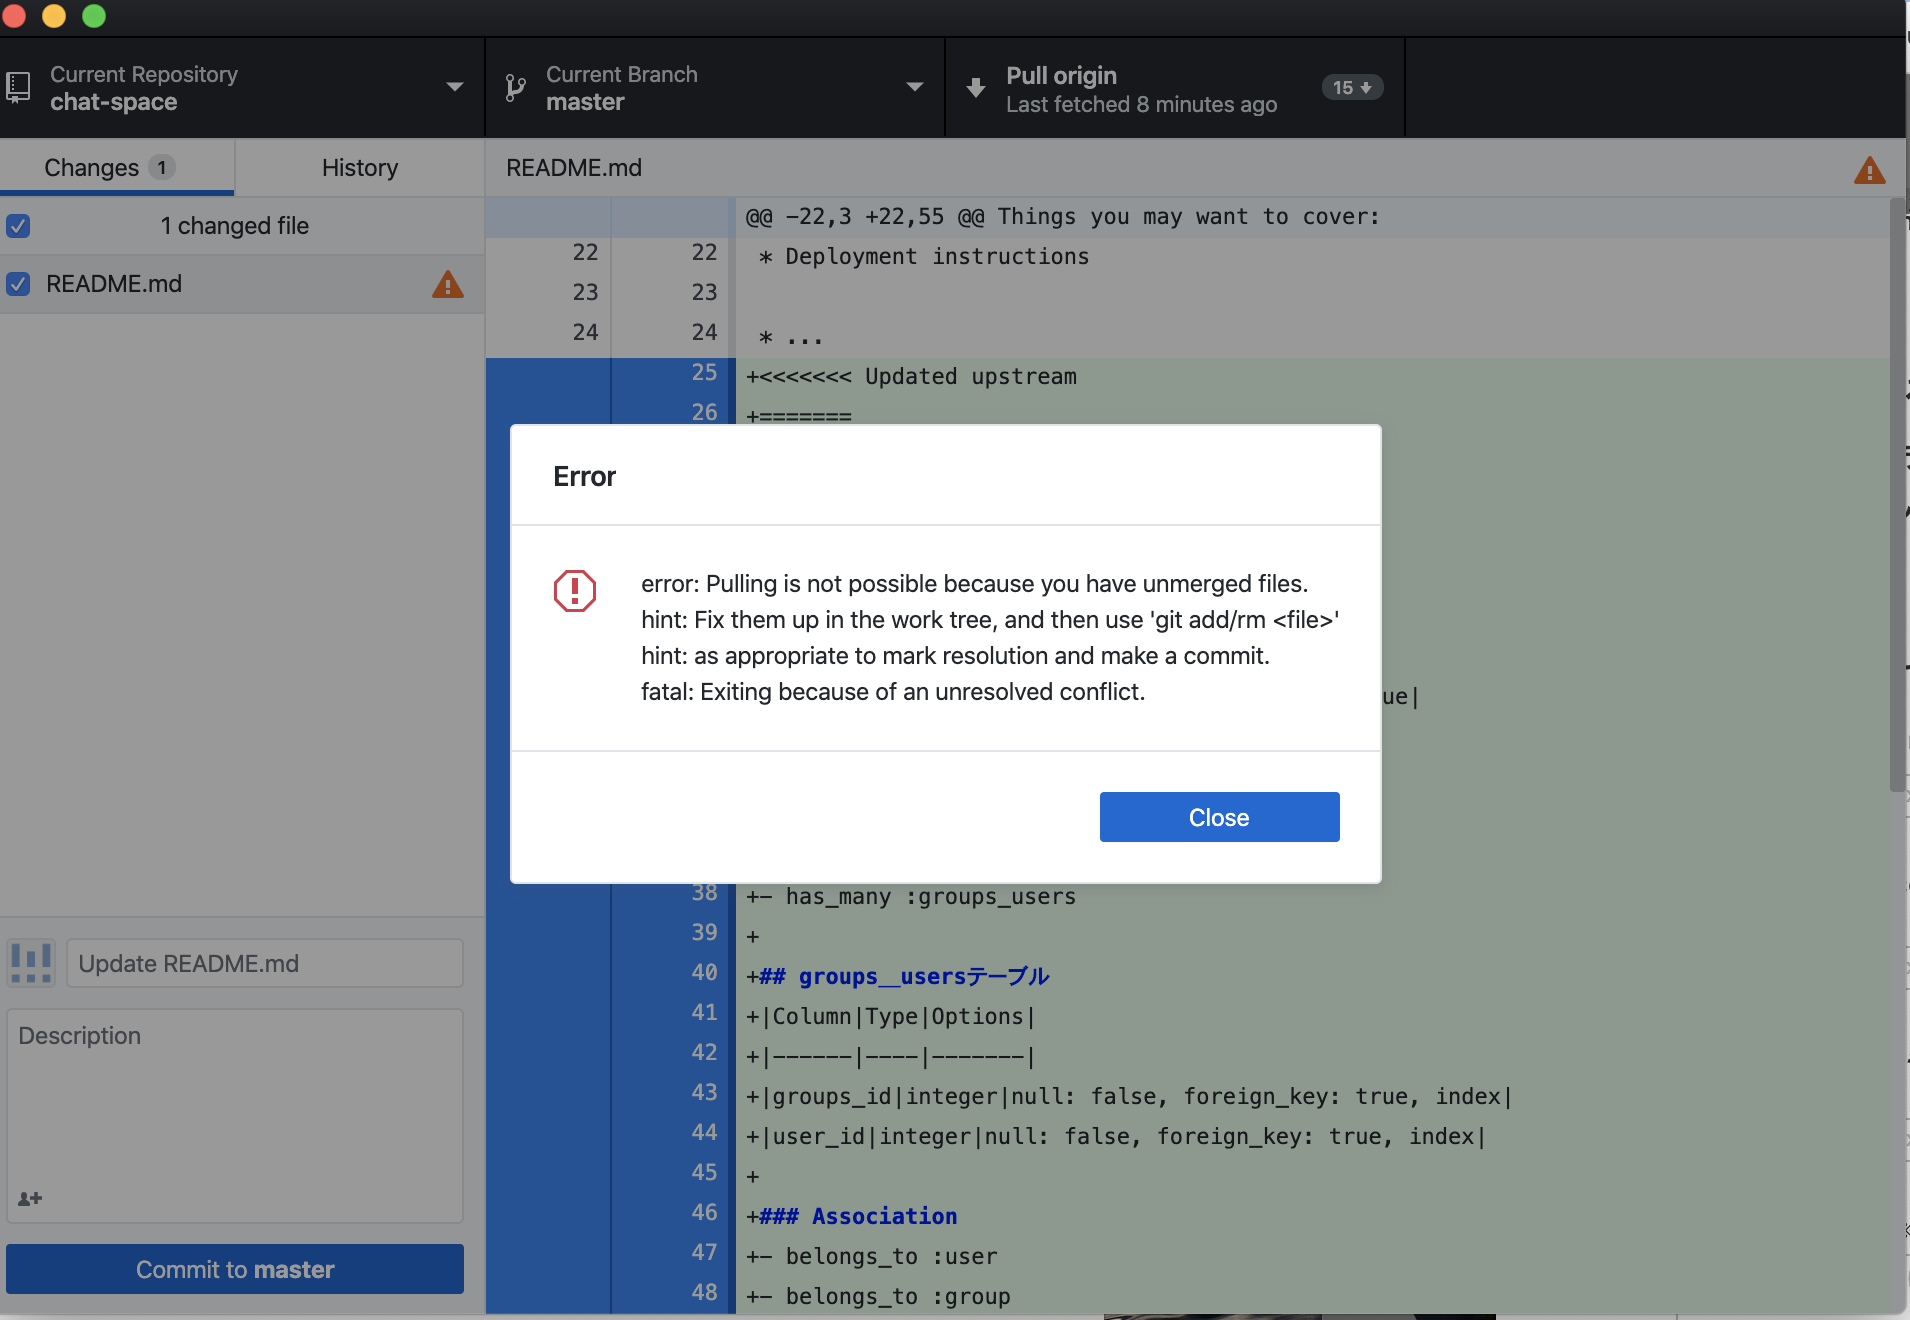 Current Repository
chat-space
Current Branch
master
Pull origin
Last fetched 8 minutes ago
15
Changes 1
History
README.md
1 changed file
README.md
@@ -22,3 +22,55 @@ Things you may want to cover:
22 22 * Deployment instructions
23 23
24 24 * ...
25 +<<<<<<< Updated upstream
26 +=======
Error
error: Pulling is not possible because you have unmerged files.
hint: Fix them up in the work tree, and then use 'git add/rm <file>'
hint: as appropriate to mark resolution and make a commit.
fatal: Exiting because of an unresolved conflict.
ue|
Close
38 +- has_many :groups_users
39 +
40 +## groups__usersテーブル
41 +|Column|Type|Options|
42 +|------|----|-------|
43 +|groups_id|integer|null: false, foreign_key: true, index|
44 +|user_id|integer|null: false, foreign_key: true, index|
45 +
46 +### Association
47 +- belongs_to :user
48 +- belongs_to :group
Update README.md
Description
Commit to master